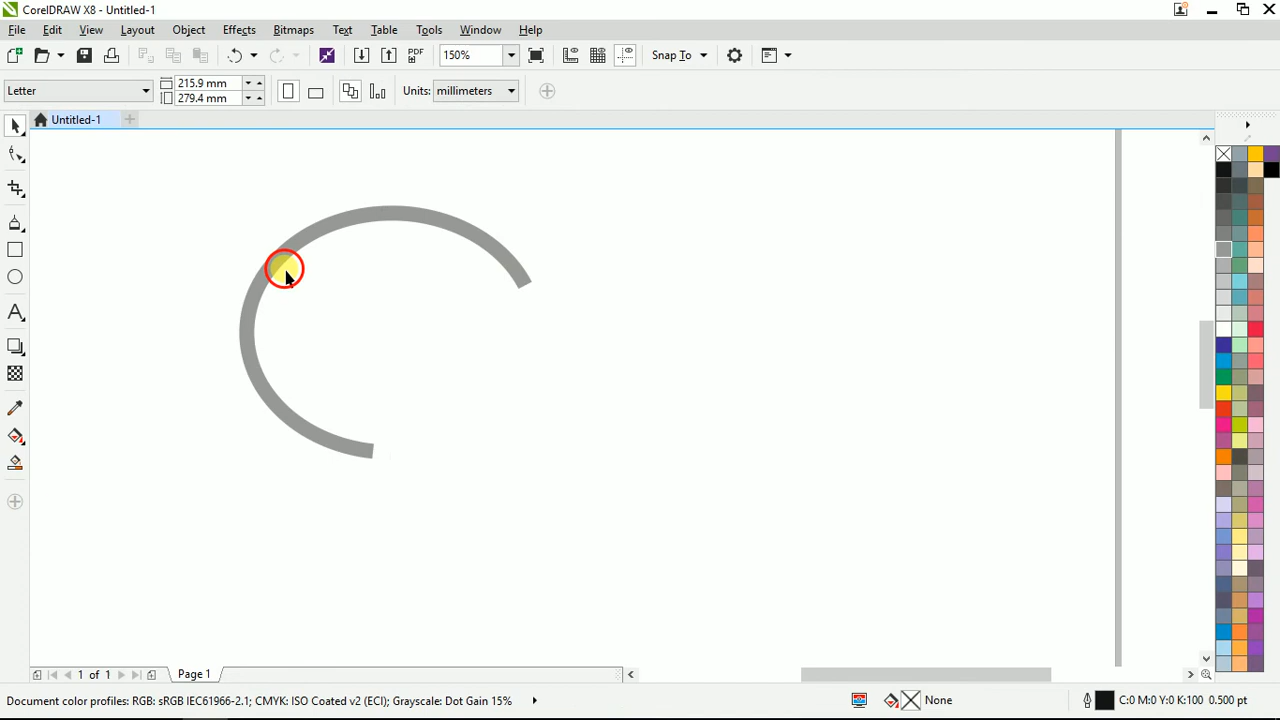 CorelDRAW X8 - Untitled-1
File Edit View Layout Object Effects Bitmaps Text Table Tools Window Help
PDF 150% Snap To
Letter 215.9 mm 279.4 mm Units: millimeters
Untitled-1
1 of 1 Page 1
Document color profiles: RGB: sRGB IEC61966-2.1; CMYK: ISO Coated v2 (ECI); Grayscale: Dot Gain 15% None C:0 M:0 Y:0 K:100 0.500 pt